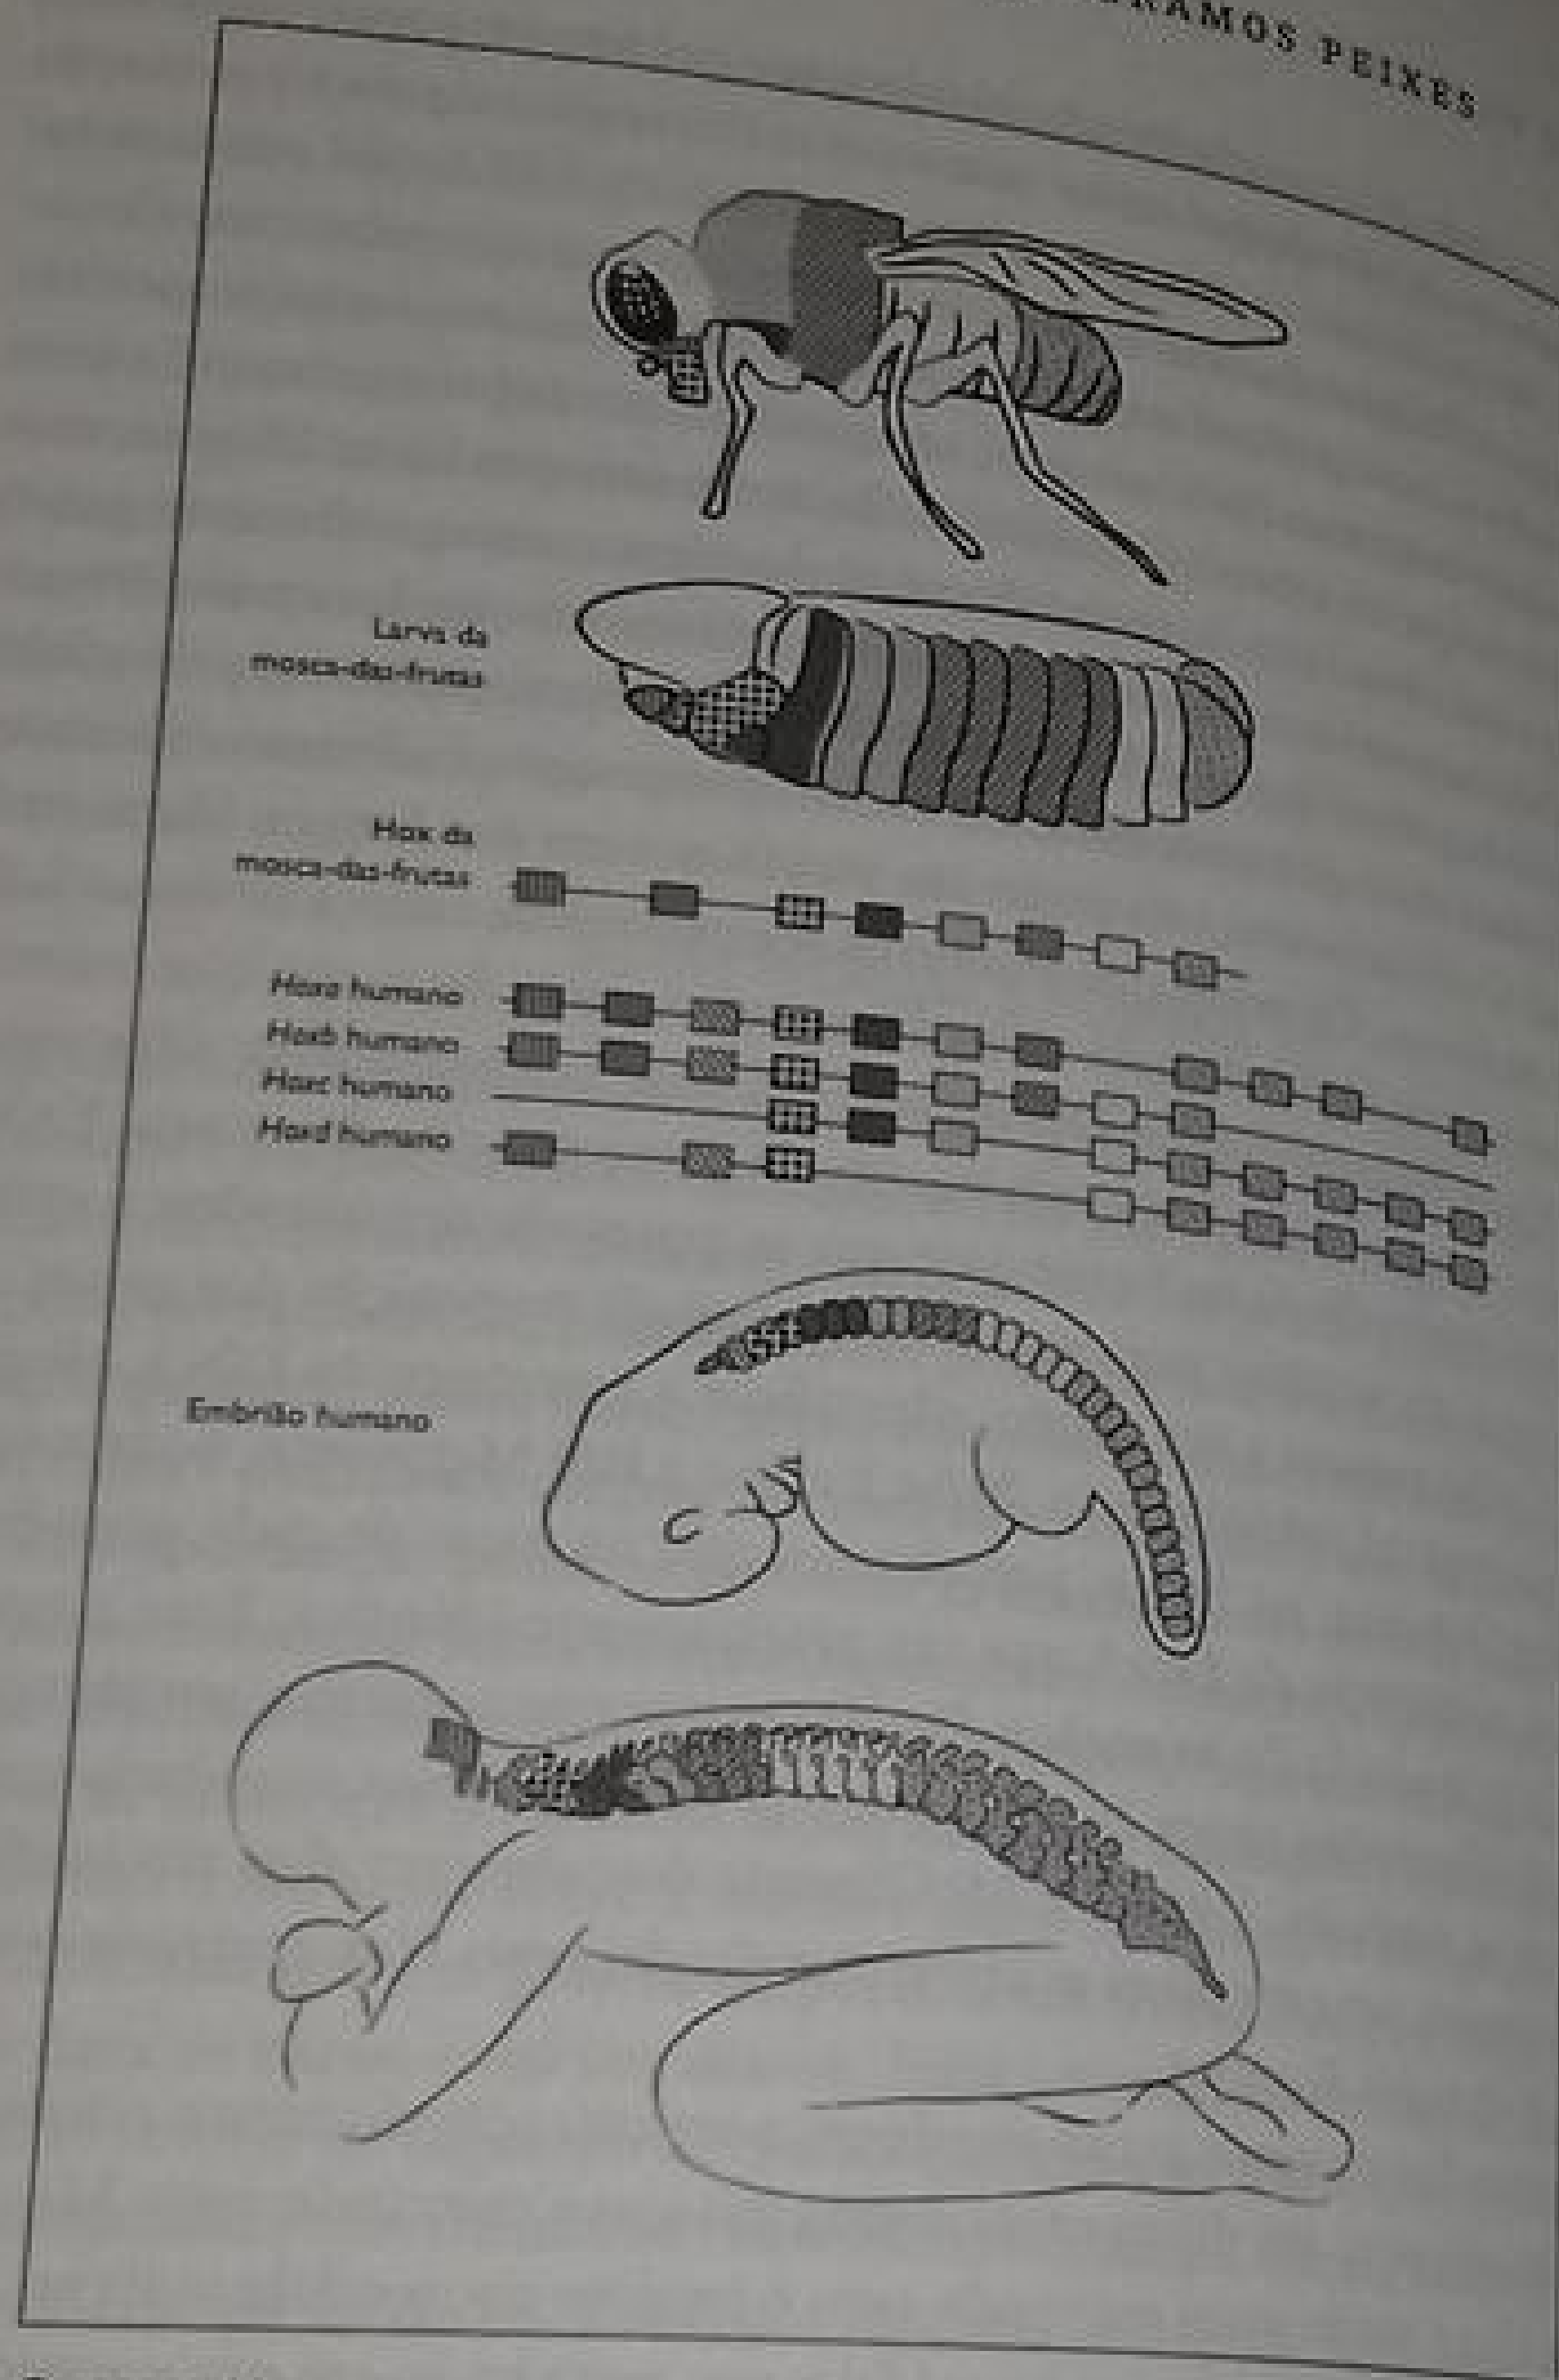 RAMOS PEIXES
Larva da
mosca-das-frutas
Hox da
mosca-das-frutas
Hoxa humano
Hoxb humano
Hoxc humano
Hoxd humano
Embrião humano